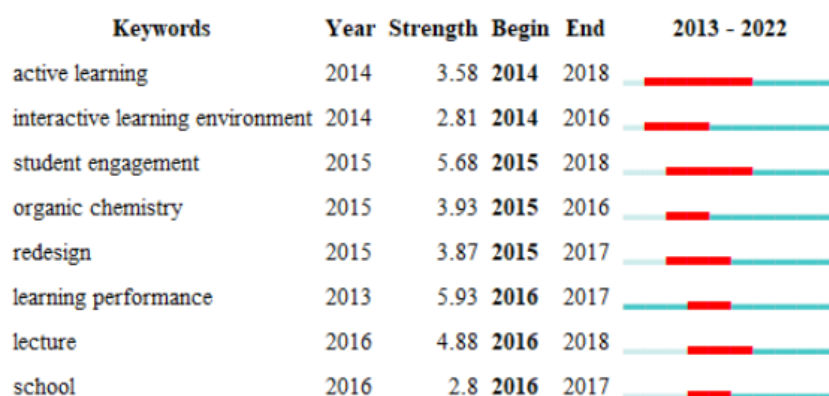 Keywords Year Strength Begin End 2013 - 2022
active learning 2014 3.58 2014 2018
interactive learning environment 2014 2.81 2014 2016
student engagement 2015 5.68 2015 2018
organic chemistry 2015 3.93 2015 2016
redesign 2015 3.87 2015 2017
learning performance 2013 5.93 2016 2017
lecture 2016 4.88 2016 2018
school 2016 2.8 2016 2017